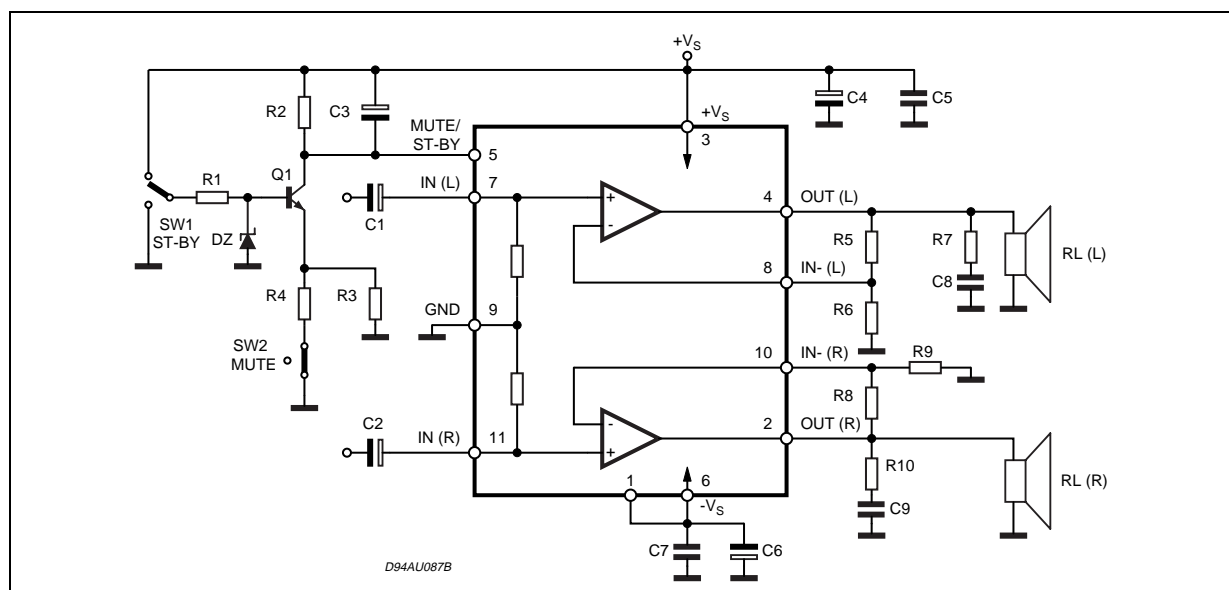 +VS
R2
C3
C4
C5
MUTE/
ST-BY
+VS
3
5
R1
Q1
IN (L)
7
C1
SW1
ST-BY
DZ
+
-
4
OUT (L)
R5
R7
RL (L)
8
IN- (L)
C8
R4
R3
R6
GND
9
SW2
MUTE
10
IN- (R)
R9
R8
2
OUT (R)
C2
IN (R)
11
-
+
R10
RL (R)
1
6
-VS
C9
C7
C6
D94AU087B